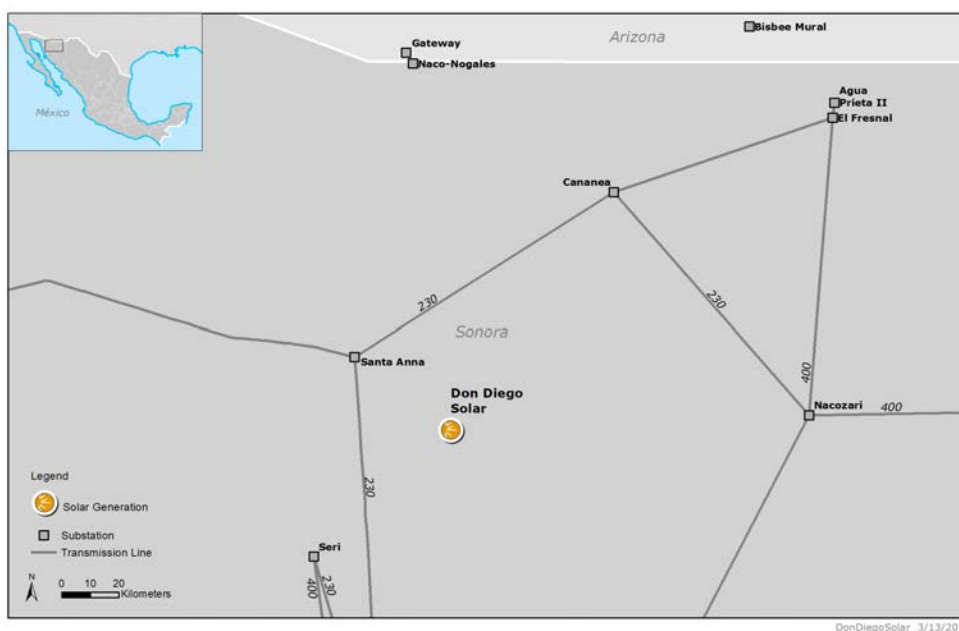 Arizona
Bisbee Mural
Gateway
Naco-Nogales
México
Agua
Prieta II
El Fresnal
Cananea
230
230
Sonora
Santa Anna
Don Diego
Solar
400
Nacozari
400
230
Legend
Solar Generation
Substation
Transmission Line
Seri
400
230
N
0 10 20
Kilometers
DonDiegoSolar 3/13/20